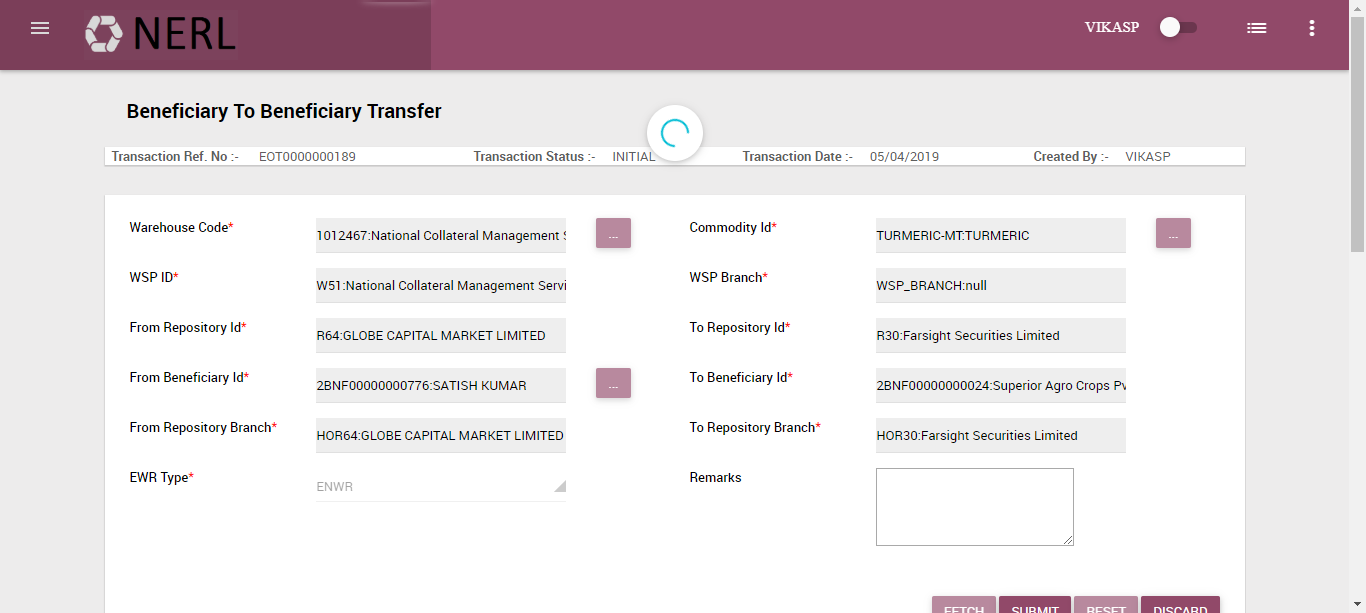 NERL
VIKASP
Beneficiary To Beneficiary Transfer
Transaction Ref. No :- EOT0000000189 Transaction Status :- INITIAL Transaction Date :- 05/04/2019 Created By :- VIKASP
Warehouse Code* 1012467:National Collateral Management S ... Commodity Id* TURMERIC-MT:TURMERIC ...
WSP ID* W51:National Collateral Management Servi WSP Branch* WSP_BRANCH:null
From Repository Id* R64:GLOBE CAPITAL MARKET LIMITED To Repository Id* R30:Farsight Securities Limited
From Beneficiary Id* 2BNF00000000776:SATISH KUMAR ... To Beneficiary Id* 2BNF00000000024:Superior Agro Crops Pv
From Repository Branch* HOR64:GLOBE CAPITAL MARKET LIMITED To Repository Branch* HOR30:Farsight Securities Limited
EWR Type* ENWR Remarks
FETCH SUBMIT RESET DISCARD